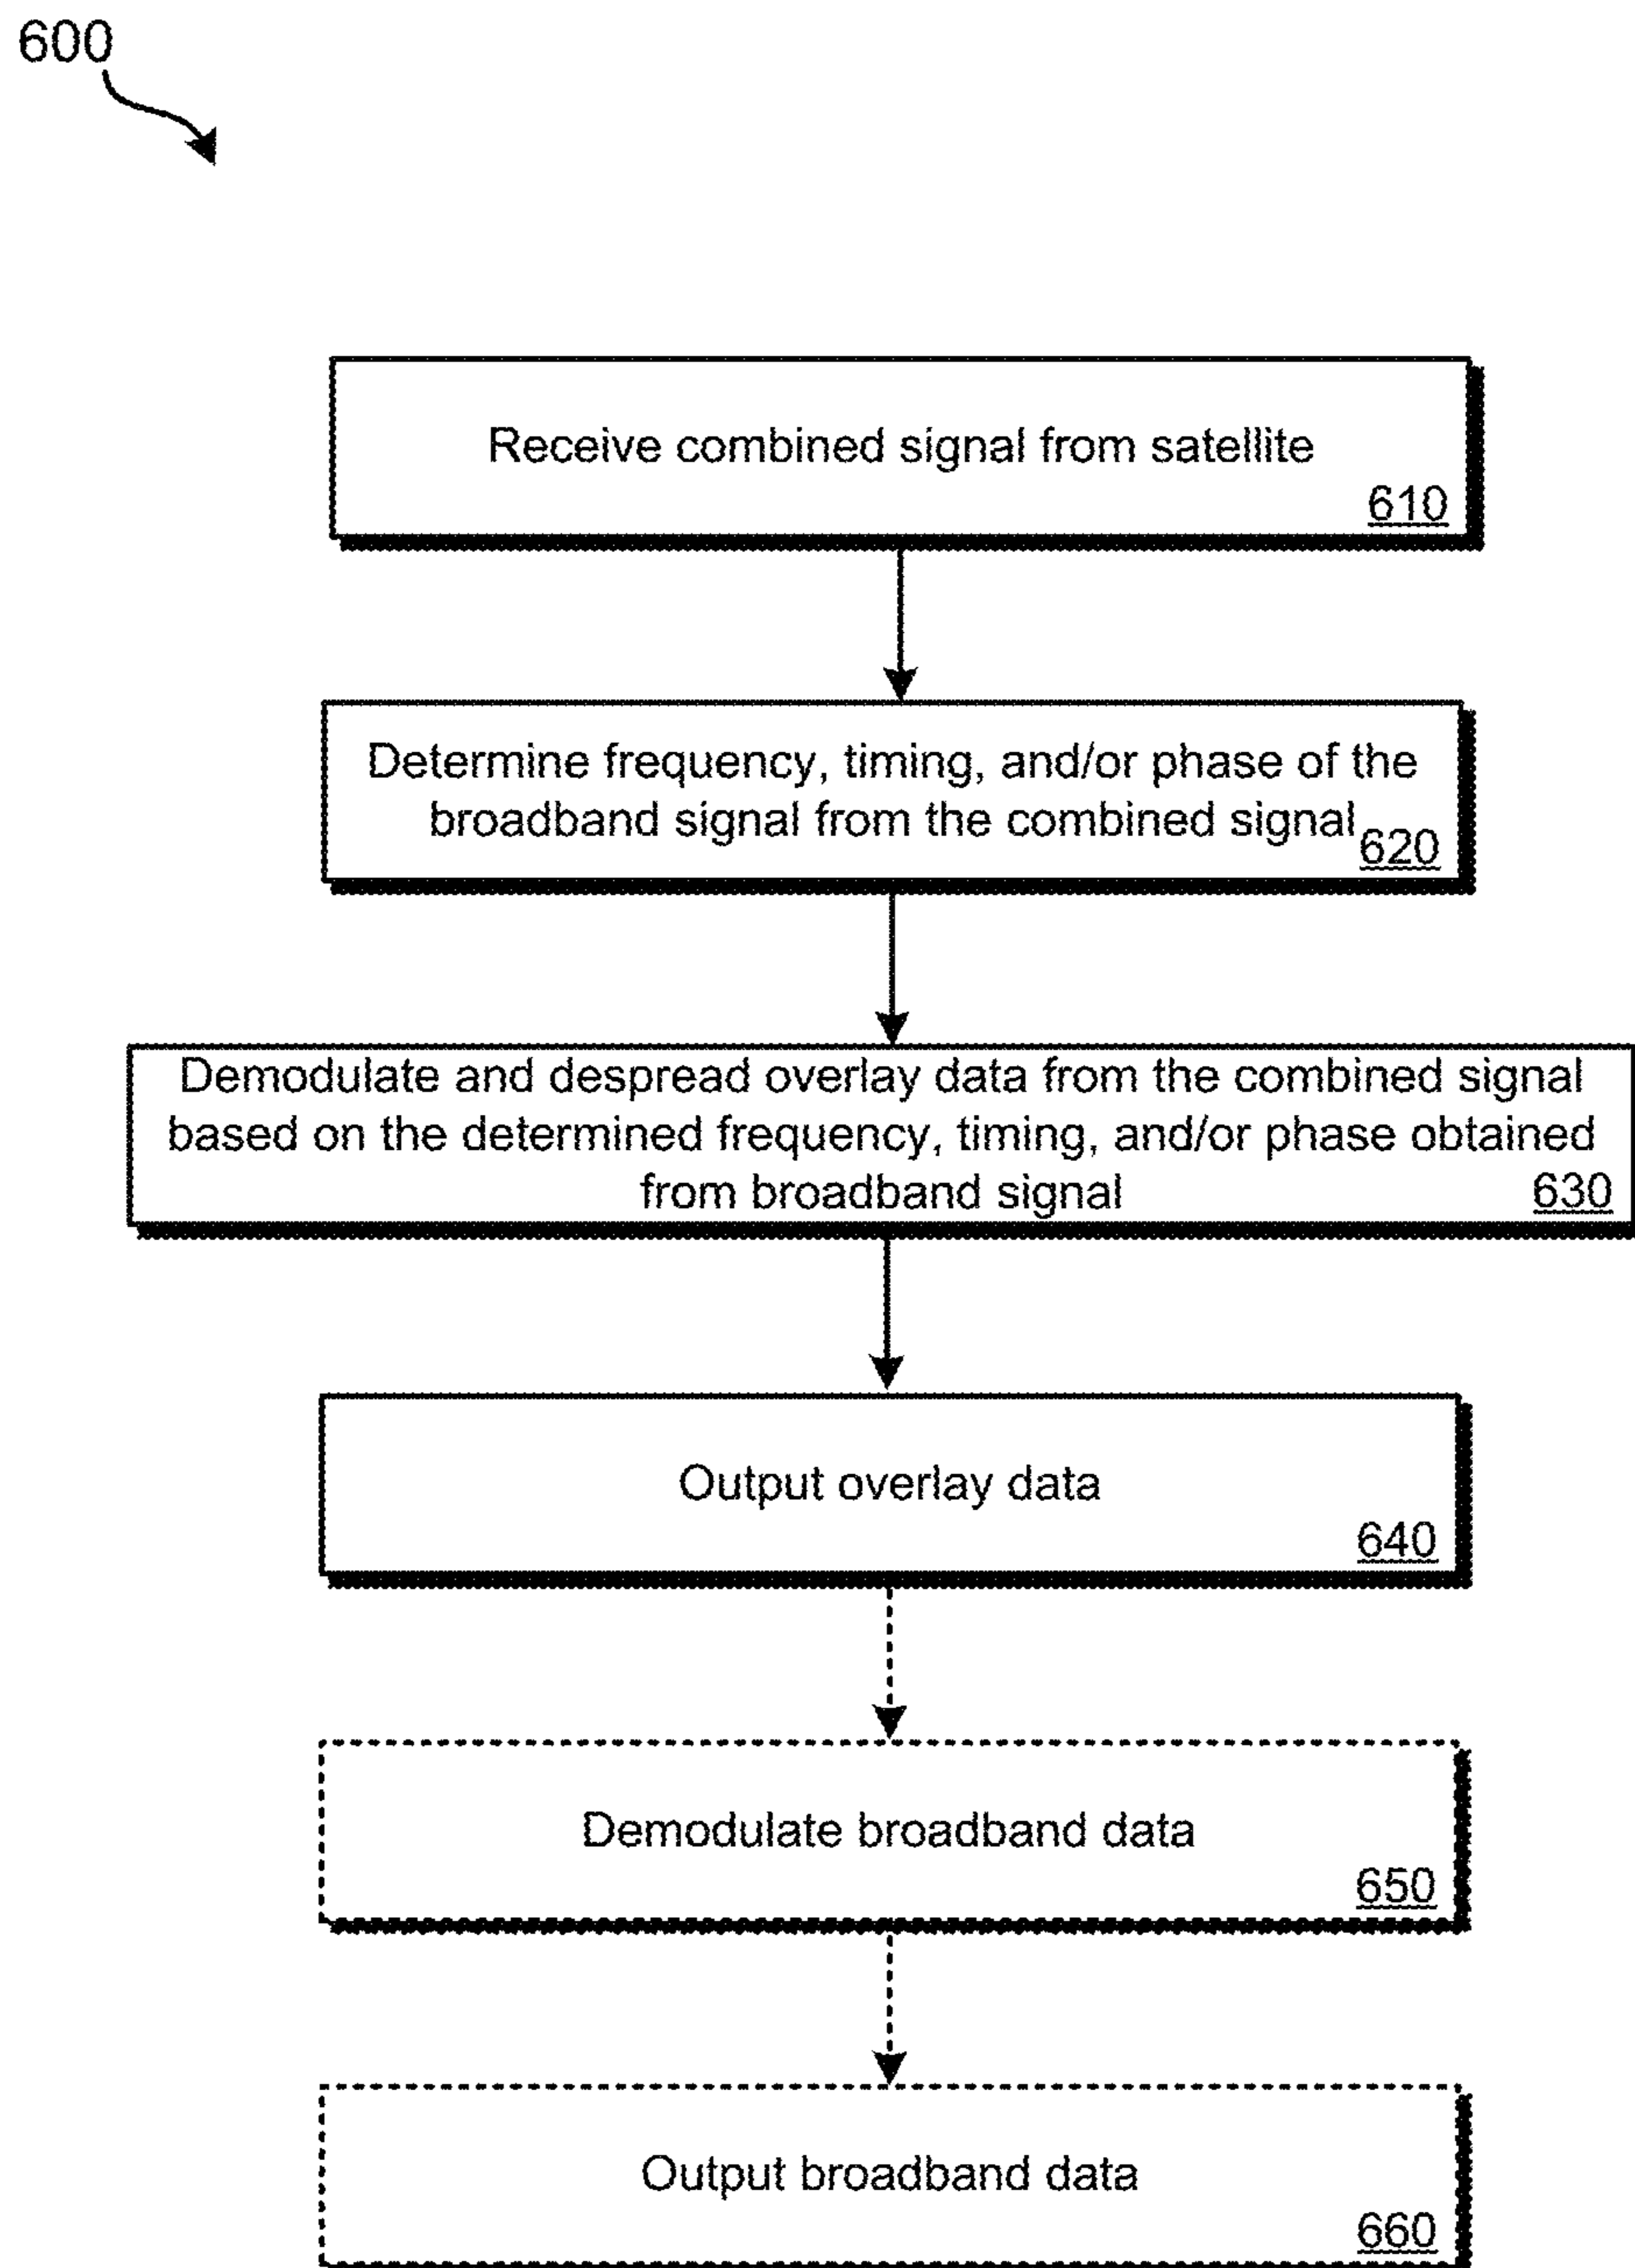 600
Receive combined signal from satellite
610
Determine frequency, timing, and/or phase of the
broadband signal from the combined signal
620
Demodulate and despread overlay data from the combined signal
based on the determined frequency, timing, and/or phase obtained
from broadband signal
630
Output overlay data
640
Demodulate broadband data
650
Output broadband data
660